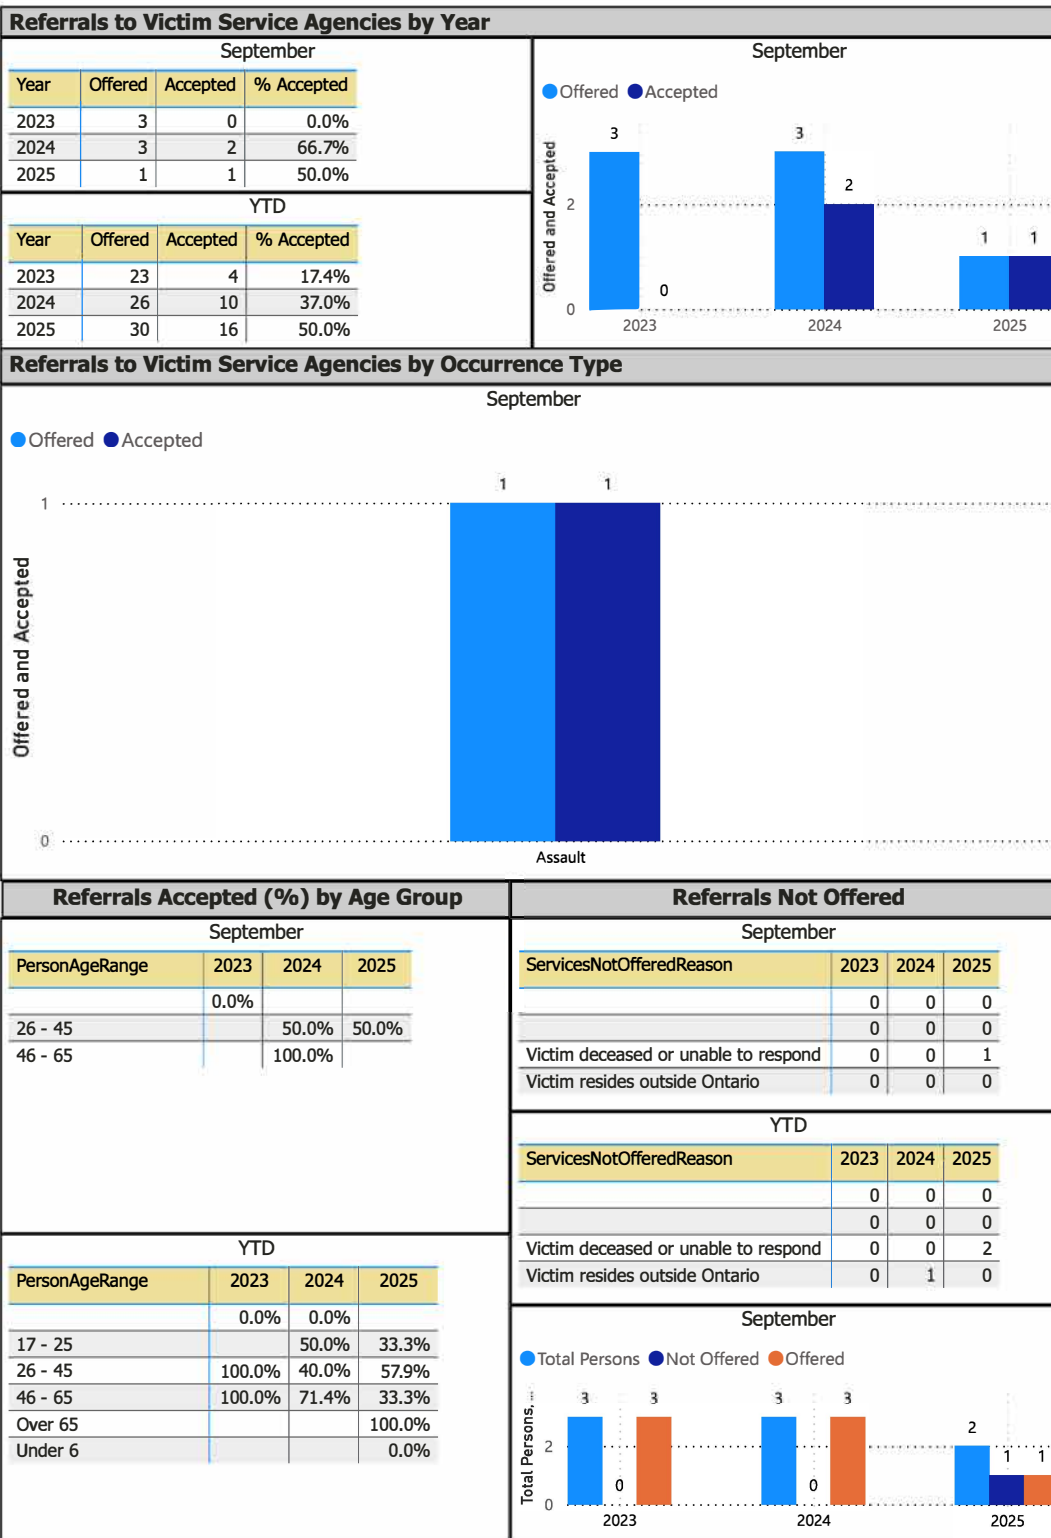 Referrals to Victim Service Agencies by Year
September
Year Offered Accepted % Accepted
2023 3 0 0.0%
2024 3 2 66.7%
2025 1 1 50.0%
YTD
Year Offered Accepted % Accepted
2023 23 4 17.4%
2024 26 10 37.0%
2025 30 16 50.0%
September
Offered Accepted
Offered and Accepted
3 0 3 2 1 1
2
0
2023 2024 2025
Referrals to Victim Service Agencies by Occurrence Type
September
Offered Accepted
Offered and Accepted
1 1
1
0
Assault
Referrals Accepted (%) by Age Group
September
PersonAgeRange 2023 2024 2025
0.0%
26 - 45 50.0% 50.0%
46 - 65 100.0%
YTD
PersonAgeRange 2023 2024 2025
0.0% 0.0%
17 - 25 50.0% 33.3%
26 - 45 100.0% 40.0% 57.9%
46 - 65 100.0% 71.4% 33.3%
Over 65 100.0%
Under 6 0.0%
Referrals Not Offered
September
ServicesNotOfferedReason 2023 2024 2025
0 0 0
0 0 0
Victim deceased or unable to respond 0 0 1
Victim resides outside Ontario 0 0 0
YTD
ServicesNotOfferedReason 2023 2024 2025
0 0 0
0 0 0
Victim deceased or unable to respond 0 0 2
Victim resides outside Ontario 0 1 0
September
Total Persons Not Offered Offered
Total Persons, ..
3 0 3 3 0 3 2 1 1
2
0
2023 2024 2025